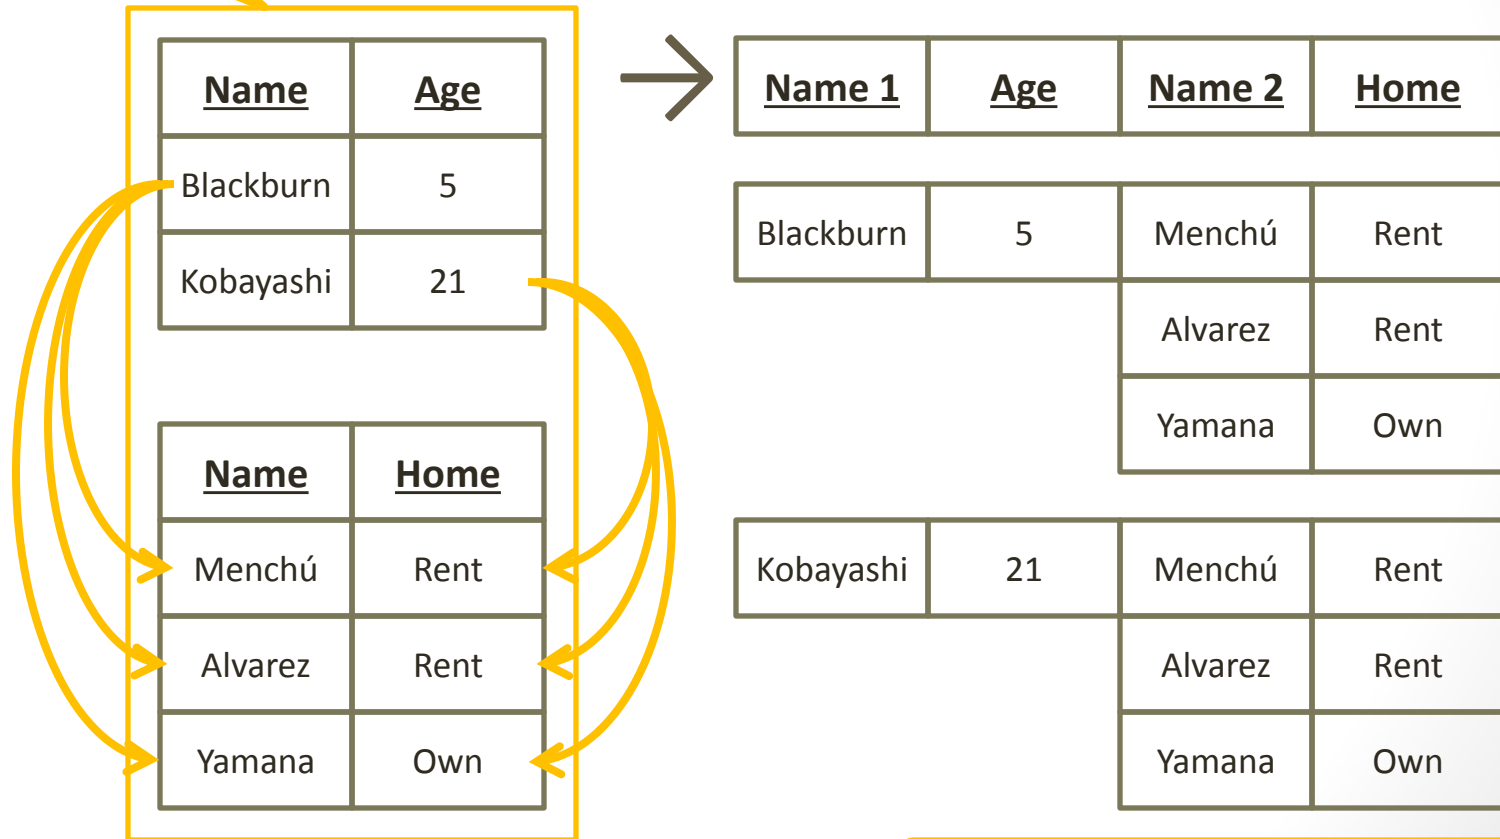 Name Age
Blackburn 5
Kobayashi 21
Name Home
Menchú Rent
Alvarez Rent
Yamana Own
Name 1 Age Name 2 Home
Blackburn 5 Menchú Rent
Alvarez Rent
Yamana Own
Kobayashi 21 Menchú Rent
Alvarez Rent
Yamana Own